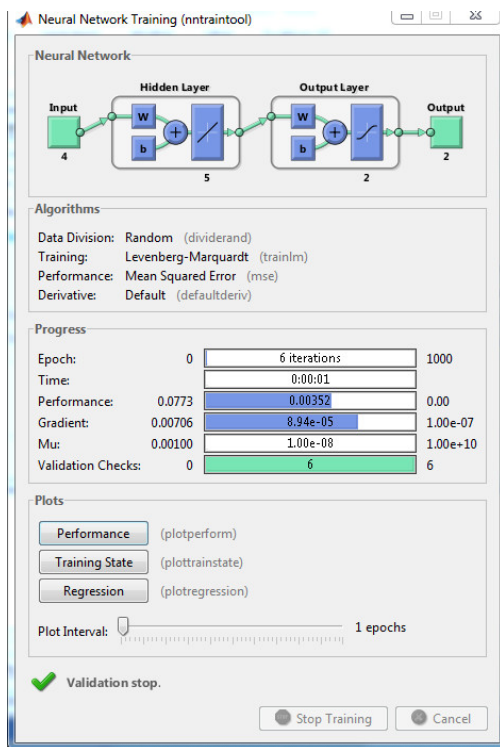 Neural Network Training (nntraintool)
Neural Network
Hidden Layer Output Layer
Input Output
W W
b b
4 5 2 2
Algorithms
Data Division: Random (dividerand)
Training: Levenberg-Marquardt (trainlm)
Performance: Mean Squared Error (mse)
Derivative: Default (defaultderiv)
Progress
Epoch: 0 6 iterations 1000
Time: 0:00:01
Performance: 0.0773 0.00352 0.00
Gradient: 0.00706 8.94e-05 1.00e-07
Mu: 0.00100 1.00e-08 1.00e+10
Validation Checks: 0 6 6
Plots
Performance (plotperform)
Training State (plottrainstate)
Regression (plotregression)
Plot Interval: 1 epochs
Validation stop.
Stop Training Cancel